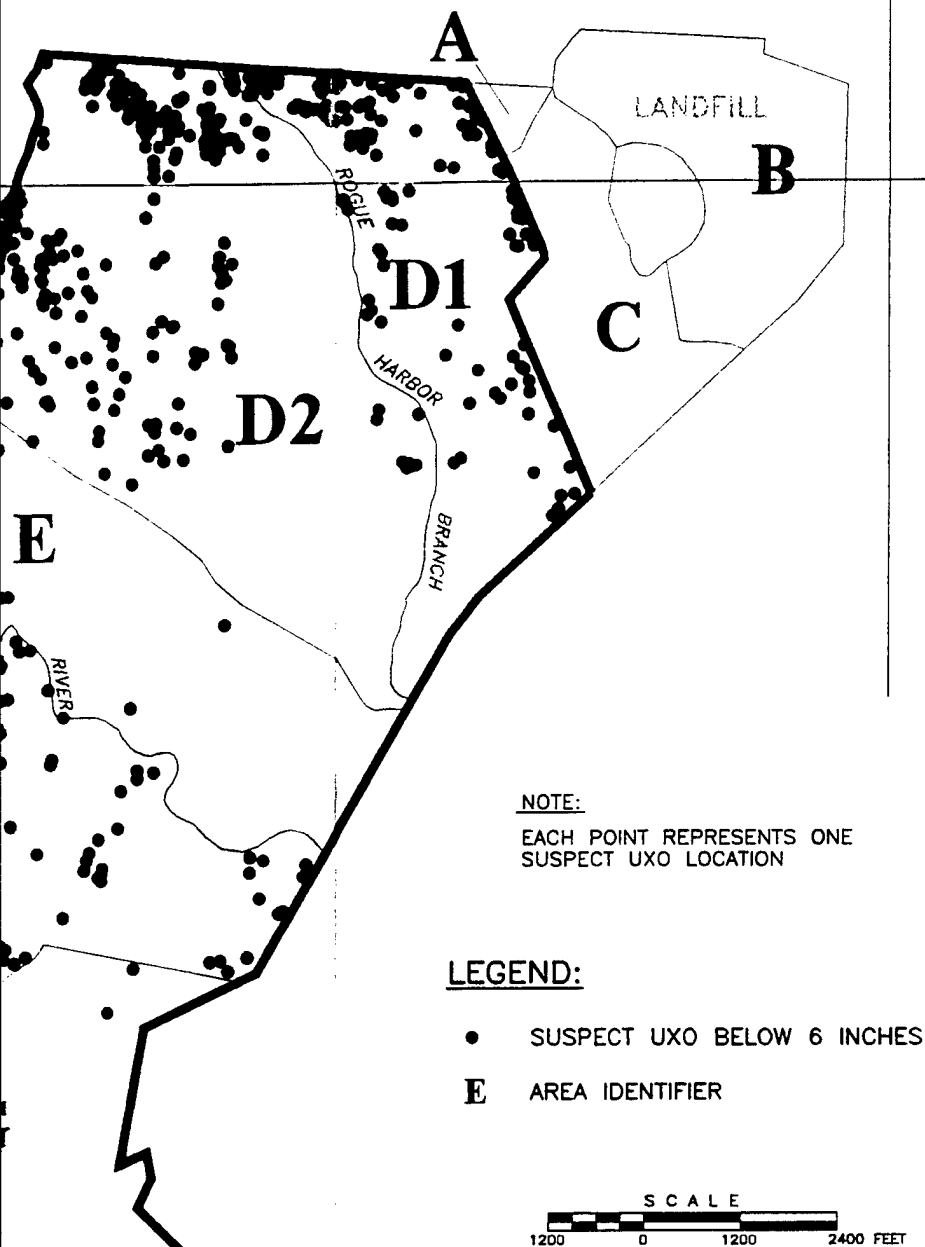 A
LANDFILL
B
ROGUE
D1
C
HARBOR
D2
E
BRANCH
RIVER
NOTE:
EACH POINT REPRESENTS ONE
SUSPECT UXO LOCATION
LEGEND:
SUSPECT UXO BELOW 6 INCHES
E AREA IDENTIFIER
SCALE
1200 0 1200 2400 FEET